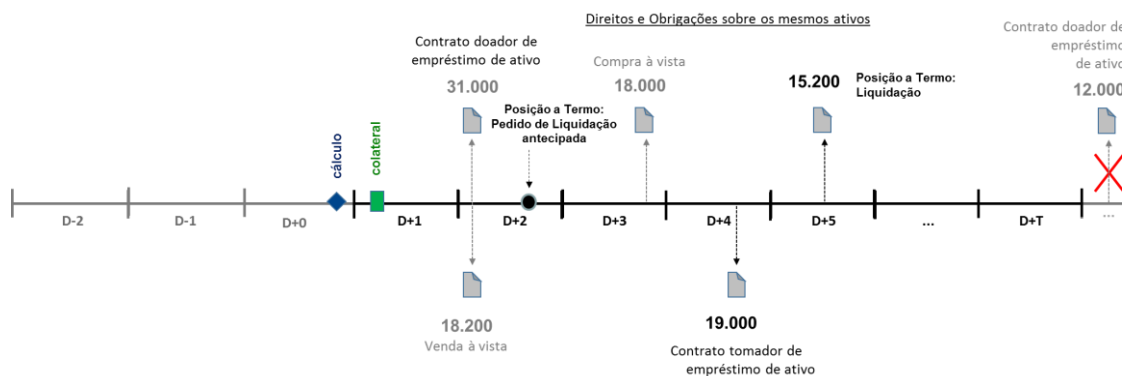 Direitos e Obrigações sobre os mesmos ativos
Contrato doador de
empréstimo de ativo
31.000
Posição a Termo:
Pedido de Liquidação
antecipada
Compra à vista
18.000
15.200
Posição a Termo:
Liquidação
Contrato doador de
empréstimo
de ativo
12.000
cálculo
colateral
D-2
D-1
D+0
D+1
D+2
D+3
D+4
D+5
...
D+T
...
18.200
Venda à vista
19.000
Contrato tomador de
empréstimo de ativo